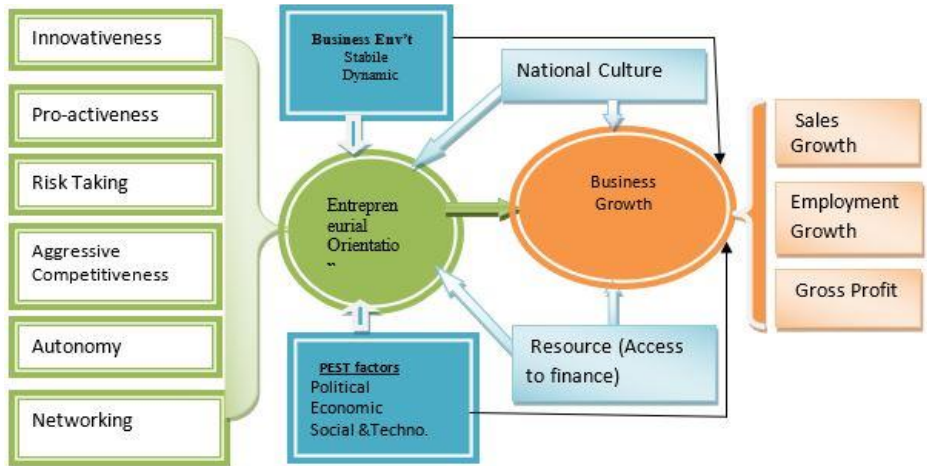 Innovativeness
Pro-activeness
Risk Taking
Aggressive
Competitiveness
Autonomy
Networking
Business Env't
Stabile
Dynamic
Entrepren
eurial
Orientatio
n
PEST factors
Political
Economic
Social &Techno.
National Culture
Business
Growth
Resource (Access
to finance)
Sales
Growth
Employment
Growth
Gross Profit